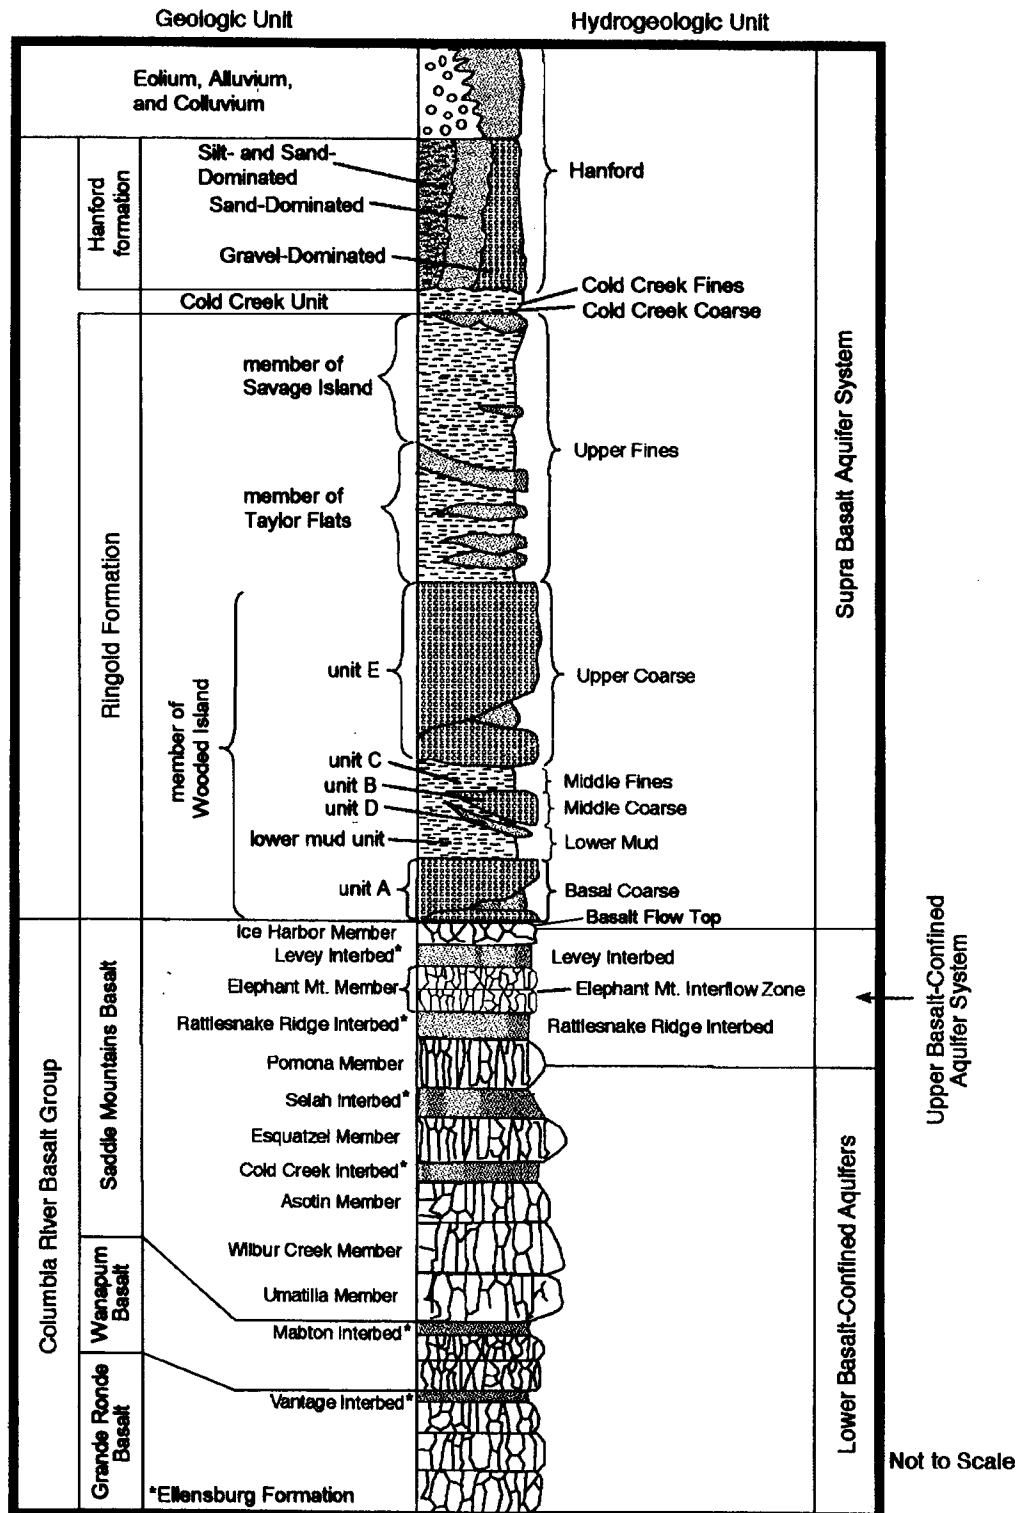 Geologic Unit
Hydrogeologic Unit
Eolium, Alluvium,
and Colluvium
Hanford
formation
Silt- and Sand-
Dominated
Sand-Dominated
Gravel-Dominated
Hanford
Cold Creek Unit
Cold Creek Fines
Cold Creek Coarse
Ringold Formation
member of
Savage Island
member of
Taylor Flats
Upper Fines
Supra Basalt Aquifer System
member of
Wooded Island
unit E
Upper Coarse
unit C
unit B
unit D
lower mud unit
unit A
Middle Fines
Middle Coarse
Lower Mud
Basal Coarse
Basalt Flow Top
Columbia River Basalt Group
Saddle Mountains Basalt
Ice Harbor Member
Levey Interbed*
Levey Interbed
Elephant Mt. Member
Elephant Mt. Interflow Zone
Rattlesnake Ridge Interbed*
Rattlesnake Ridge Interbed
Upper Basalt-Confined
Aquifer System
Pomona Member
Selah Interbed*
Esquatzel Member
Cold Creek Interbed*
Asotin Member
Wilbur Creek Member
Umatilla Member
Wanapum
Basalt
Mabton Interbed*
Grande Ronde
Basalt
Vantage Interbed*
Lower Basalt-Confined Aquifers
*Ellensburg Formation
Not to Scale